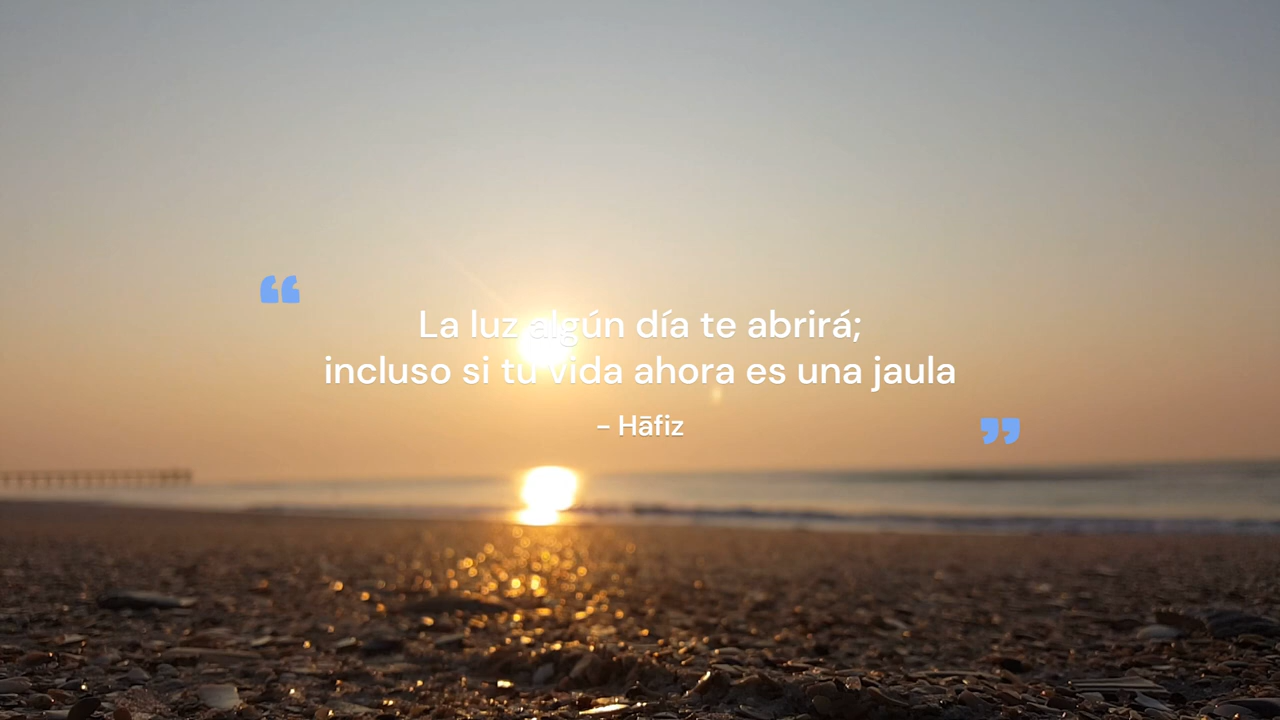 “
La luz algún día te abrirá;
incluso si tu vida ahora es una jaula
– Hāfiz
”